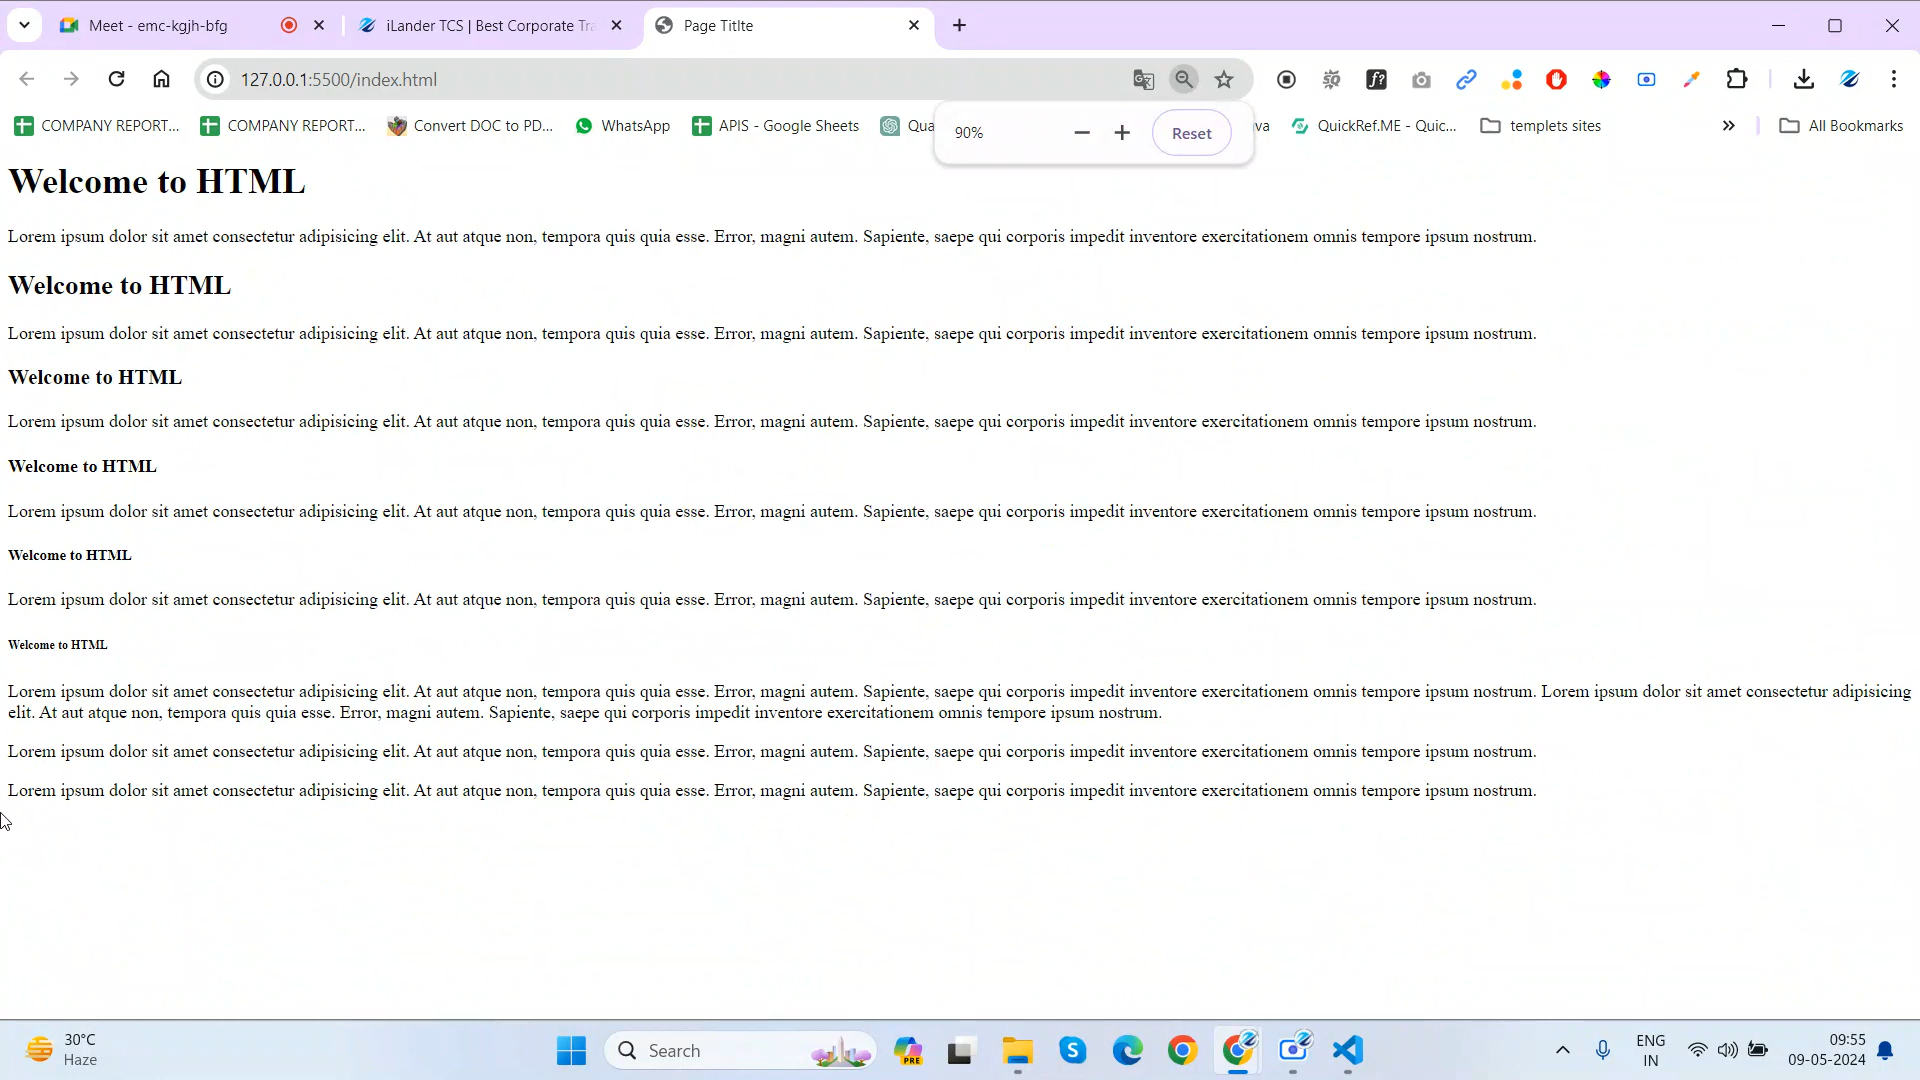 Meet - emc-kgjh-bfg
iLander TCS | Best Corporate Tra
Page Titlte
127.0.0.1:5500/index.html
COMPANY REPORT...
COMPANY REPORT...
Convert DOC to PD...
WhatsApp
APIS - Google Sheets
Qua
90%
Reset
va
QuickRef.ME - Quic...
templets sites
All Bookmarks
Welcome to HTML
Lorem ipsum dolor sit amet consectetur adipisicing elit. At aut atque non, tempora quis quia esse. Error, magni autem. Sapiente, saepe qui corporis impedit inventore exercitationem omnis tempore ipsum nostrum.
Welcome to HTML
Lorem ipsum dolor sit amet consectetur adipisicing elit. At aut atque non, tempora quis quia esse. Error, magni autem. Sapiente, saepe qui corporis impedit inventore exercitationem omnis tempore ipsum nostrum.
Welcome to HTML
Lorem ipsum dolor sit amet consectetur adipisicing elit. At aut atque non, tempora quis quia esse. Error, magni autem. Sapiente, saepe qui corporis impedit inventore exercitationem omnis tempore ipsum nostrum.
Welcome to HTML
Lorem ipsum dolor sit amet consectetur adipisicing elit. At aut atque non, tempora quis quia esse. Error, magni autem. Sapiente, saepe qui corporis impedit inventore exercitationem omnis tempore ipsum nostrum.
Welcome to HTML
Lorem ipsum dolor sit amet consectetur adipisicing elit. At aut atque non, tempora quis quia esse. Error, magni autem. Sapiente, saepe qui corporis impedit inventore exercitationem omnis tempore ipsum nostrum.
Welcome to HTML
Lorem ipsum dolor sit amet consectetur adipisicing elit. At aut atque non, tempora quis quia esse. Error, magni autem. Sapiente, saepe qui corporis impedit inventore exercitationem omnis tempore ipsum nostrum. Lorem ipsum dolor sit amet consectetur adipisicing
elit. At aut atque non, tempora quis quia esse. Error, magni autem. Sapiente, saepe qui corporis impedit inventore exercitationem omnis tempore ipsum nostrum.
Lorem ipsum dolor sit amet consectetur adipisicing elit. At aut atque non, tempora quis quia esse. Error, magni autem. Sapiente, saepe qui corporis impedit inventore exercitationem omnis tempore ipsum nostrum.
Lorem ipsum dolor sit amet consectetur adipisicing elit. At aut atque non, tempora quis quia esse. Error, magni autem. Sapiente, saepe qui corporis impedit inventore exercitationem omnis tempore ipsum nostrum.
30°C
Haze
Search
PRE
ENG
IN
09:55
09-05-2024